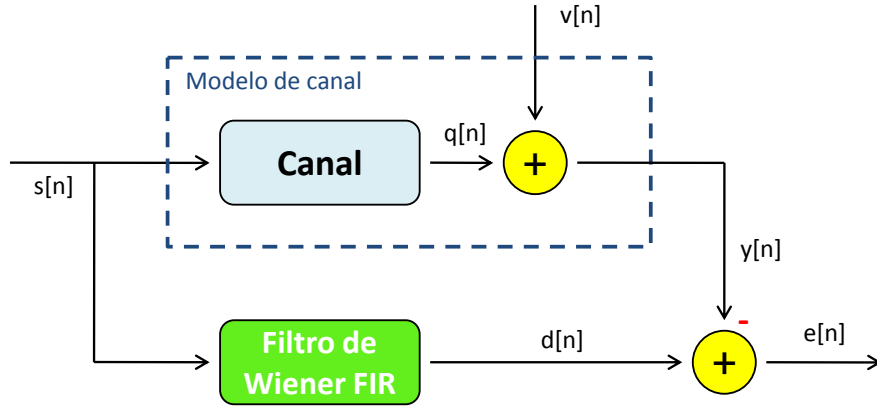 v[n]
Modelo de canal
q[n]
Canal
+
s[n]
y[n]
-
Filtro de
Wiener FIR
d[n]
+
e[n]